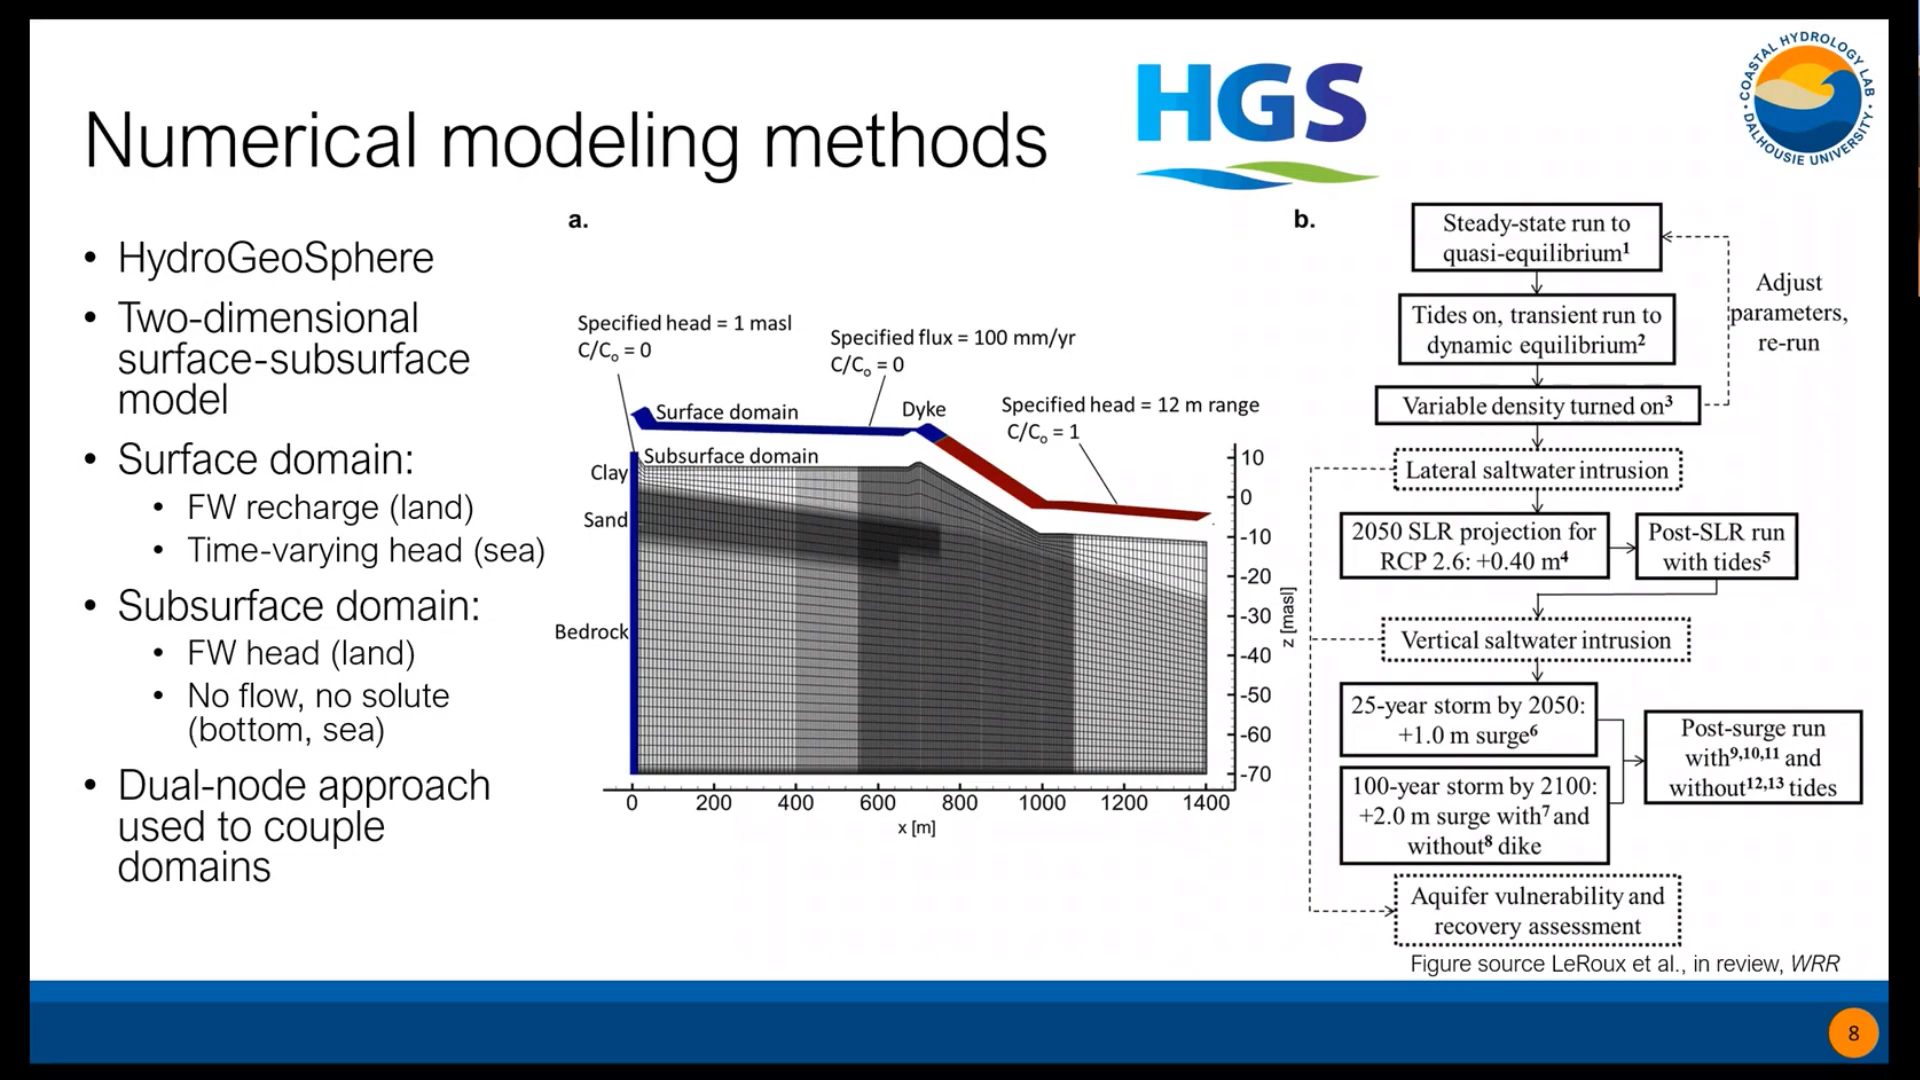 Numerical modeling methods
HGS
COASTAL HYDROLOGY LAB
DALHOUSIE UNIVERSITY
• HydroGeoSphere
• Two-dimensional
surface-subsurface
model
• Surface domain:
• FW recharge (land)
• Time-varying head (sea)
• Subsurface domain:
• FW head (land)
• No flow, no solute
(bottom, sea)
• Dual-node approach
used to couple
domains
a.
Specified head = 1 masl
C/Cₒ = 0
Specified flux = 100 mm/yr
C/Cₒ = 0
Specified head = 12 m range
C/Cₒ = 1
Surface domain
Dyke
Subsurface domain
Clay
Sand
Bedrock
10
0
-10
-20
-30
-40
-50
-60
-70
z [masl]
0 200 400 600 800 1000 1200 1400
x [m]
b.
Steady-state run to
quasi-equilibrium¹
Tides on, transient run to
dynamic equilibrium²
Variable density turned on³
Adjust
parameters,
re-run
Lateral saltwater intrusion
2050 SLR projection for
RCP 2.6: +0.40 m⁴
Post-SLR run
with tides⁵
Vertical saltwater intrusion
25-year storm by 2050:
+1.0 m surge⁶
100-year storm by 2100:
+2.0 m surge with⁷ and
without⁸ dike
Post-surge run
with⁹,¹⁰,¹¹ and
without¹²,¹³ tides
Aquifer vulnerability and
recovery assessment
Figure source LeRoux et al., in review, WRR
8